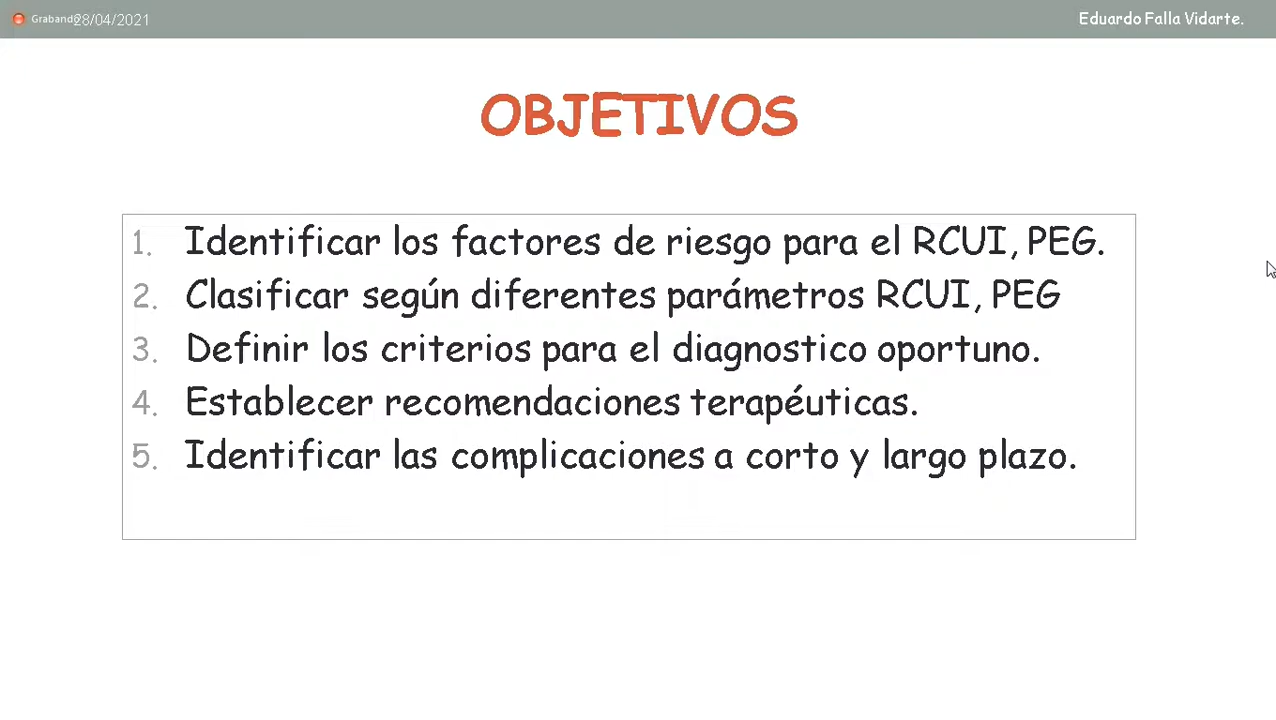 Grabando 28/04/2021
Eduardo Falla Vidarte.
OBJETIVOS
1. Identificar los factores de riesgo para el RCUI, PEG.
2. Clasificar según diferentes parámetros RCUI, PEG
3. Definir los criterios para el diagnostico oportuno.
4. Establecer recomendaciones terapéuticas.
5. Identificar las complicaciones a corto y largo plazo.